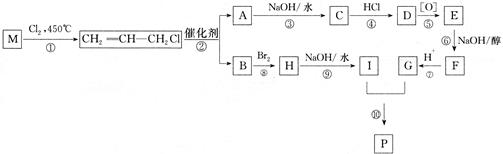 M Cl₂,450℃ ① CH₂ ═CH—CH₂Cl 催化剂 ②
A NaOH/水 ③ C HCl ④ D [O] ⑤ E
⑥ NaOH/醇
B Br₂ ⑧ H NaOH/水 ⑨ I G H⁺ ⑦ F
⑩
P